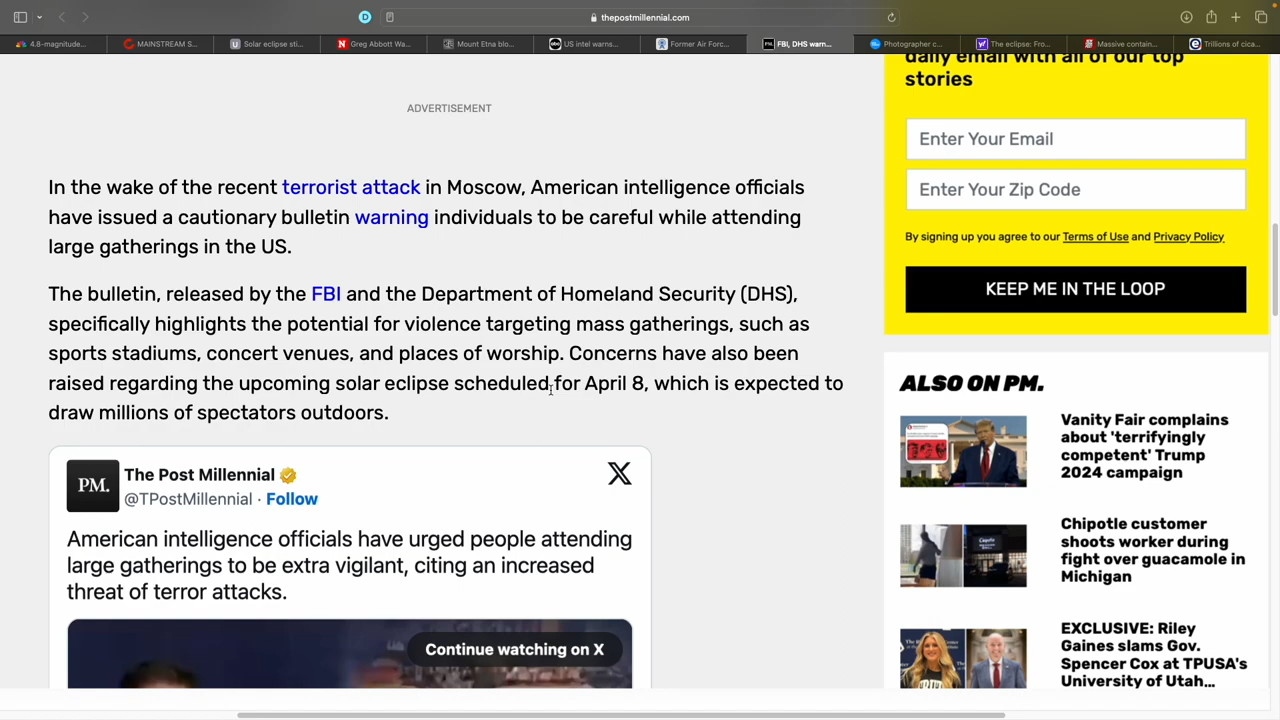 thepostmillennial.com
4.8-magnitude...
MAINSTREAM S...
Solar eclipse sti...
Greg Abbott Wa...
Mount Etna blo...
US intel warns...
Former Air Forc...
FBI, DHS warn...
Photographer c...
The eclipse: Fro...
Massive contain...
Trillions of cica...
ADVERTISEMENT
In the wake of the recent terrorist attack in Moscow, American intelligence officials
have issued a cautionary bulletin warning individuals to be careful while attending
large gatherings in the US.
The bulletin, released by the FBI and the Department of Homeland Security (DHS),
specifically highlights the potential for violence targeting mass gatherings, such as
sports stadiums, concert venues, and places of worship. Concerns have also been
raised regarding the upcoming solar eclipse scheduled for April 8, which is expected to
draw millions of spectators outdoors.
PM.
The Post Millennial
@TPostMillennial · Follow
American intelligence officials have urged people attending
large gatherings to be extra vigilant, citing an increased
threat of terror attacks.
Continue watching on X
daily email with all of our top
stories
Enter Your Email
Enter Your Zip Code
By signing up you agree to our Terms of Use and Privacy Policy
KEEP ME IN THE LOOP
ALSO ON PM.
Vanity Fair complains
about 'terrifyingly
competent' Trump
2024 campaign
Chipotle customer
shoots worker during
fight over guacamole in
Michigan
EXCLUSIVE: Riley
Gaines slams Gov.
Spencer Cox at TPUSA's
University of Utah...